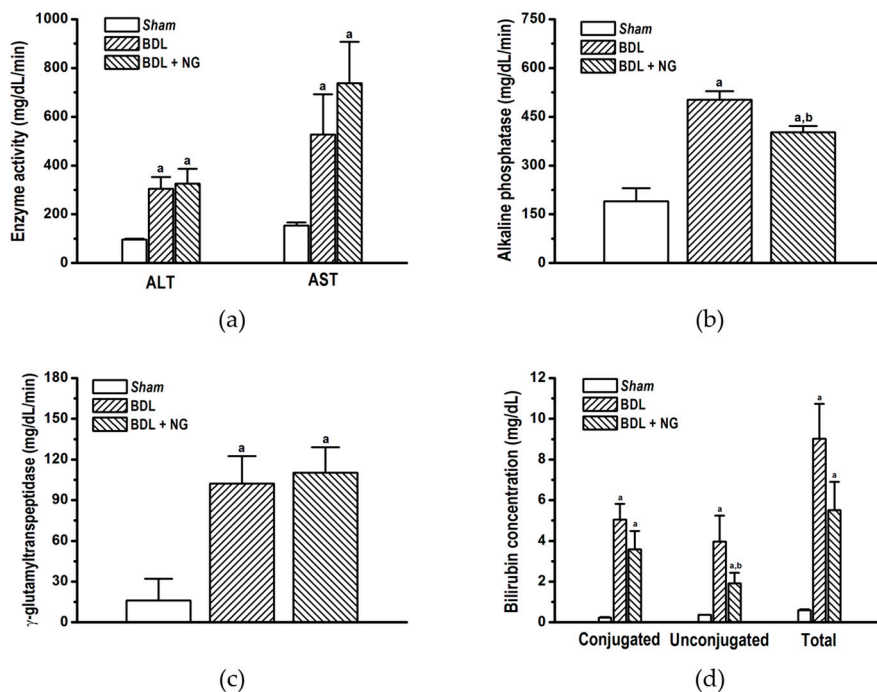 1000
800
600
400
200
0
Enzyme activity (mg/dL/min)
Sham
BDL
BDL + NG
a
a
a
a
ALT
AST
(a)
750
600
450
300
150
0
Alkaline phosphatase (mg/dL/min)
Sham
BDL
BDL + NG
a
a,b
(b)
180
150
120
90
60
30
0
γ-glutamyltranspeptidase (mg/dL/min)
Sham
BDL
BDL + NG
a
a
(c)
12
10
8
6
4
2
0
Bilirubin concentration (mg/dL)
Sham
BDL
BDL + NG
a
a
a
a,b
a
a
Conjugated
Unconjugated
Total
(d)